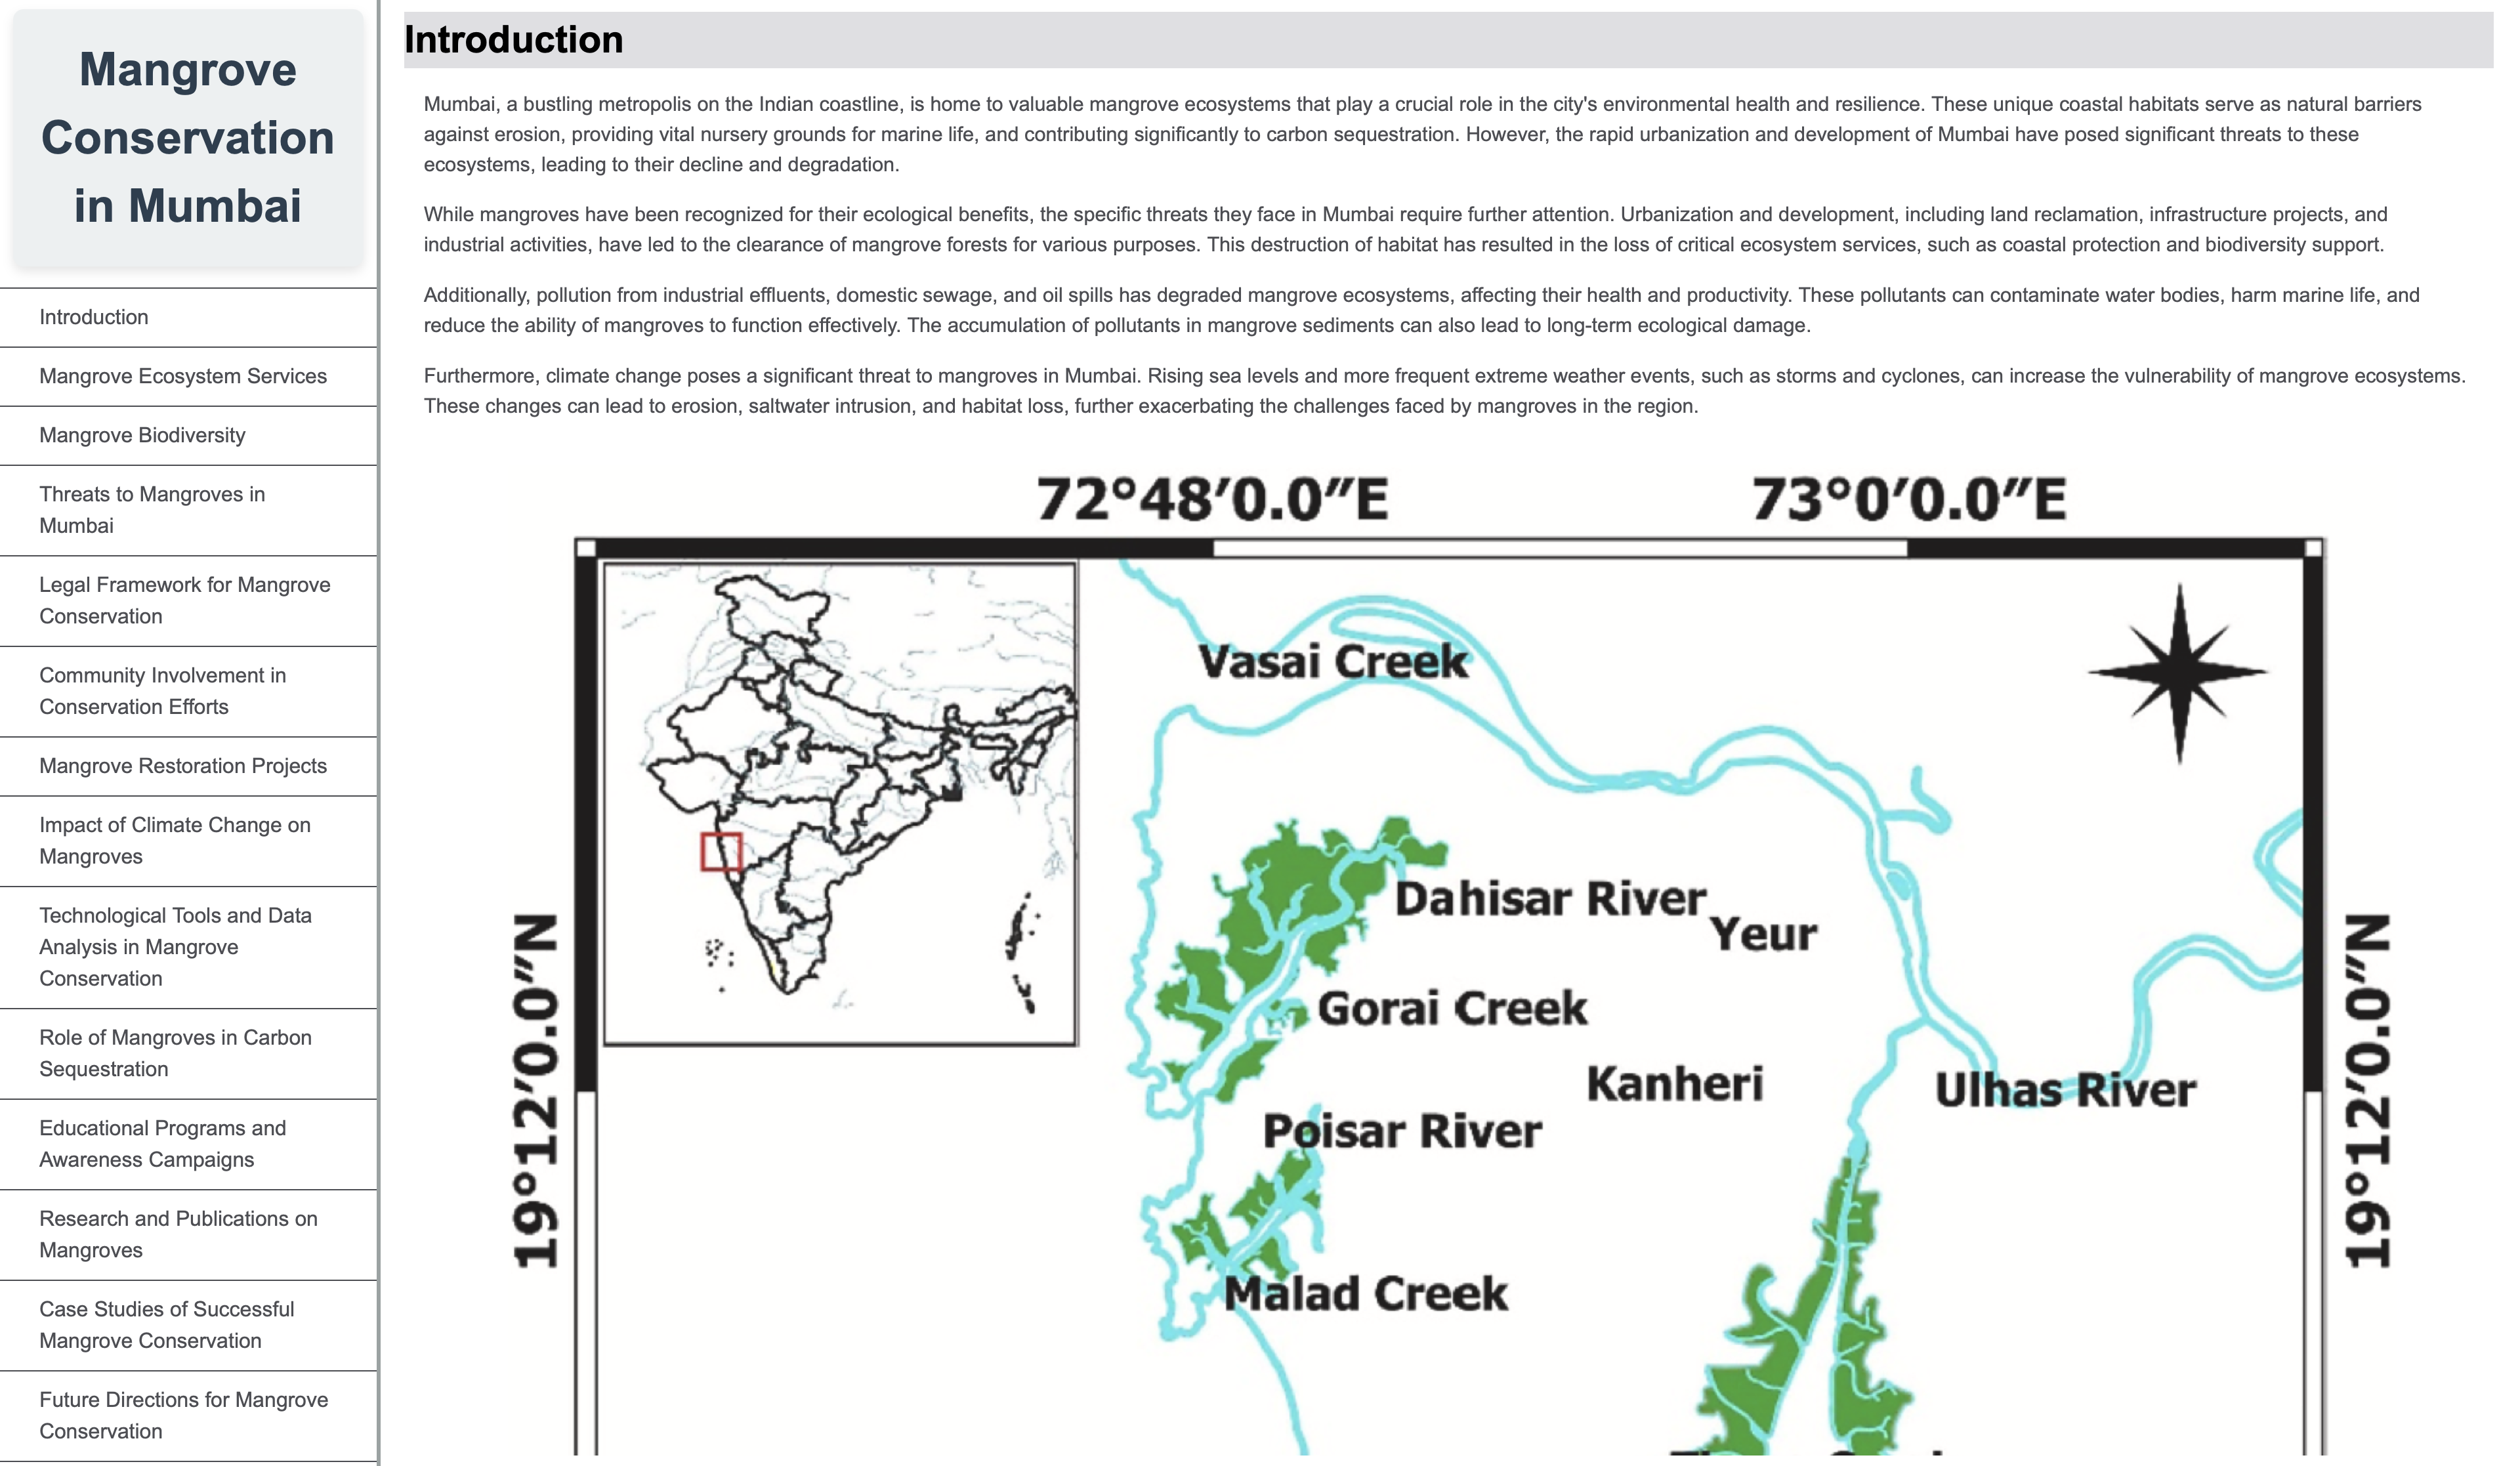 Mangrove
Conservation
in Mumbai
Introduction
Mangrove Ecosystem Services
Mangrove Biodiversity
Threats to Mangroves in
Mumbai
Legal Framework for Mangrove
Conservation
Community Involvement in
Conservation Efforts
Mangrove Restoration Projects
Impact of Climate Change on
Mangroves
Technological Tools and Data
Analysis in Mangrove
Conservation
Role of Mangroves in Carbon
Sequestration
Educational Programs and
Awareness Campaigns
Research and Publications on
Mangroves
Case Studies of Successful
Mangrove Conservation
Future Directions for Mangrove
Conservation
Introduction
Mumbai, a bustling metropolis on the Indian coastline, is home to valuable mangrove ecosystems that play a crucial role in the city's environmental health and resilience. These unique coastal habitats serve as natural barriers
against erosion, providing vital nursery grounds for marine life, and contributing significantly to carbon sequestration. However, the rapid urbanization and development of Mumbai have posed significant threats to these
ecosystems, leading to their decline and degradation.
While mangroves have been recognized for their ecological benefits, the specific threats they face in Mumbai require further attention. Urbanization and development, including land reclamation, infrastructure projects, and
industrial activities, have led to the clearance of mangrove forests for various purposes. This destruction of habitat has resulted in the loss of critical ecosystem services, such as coastal protection and biodiversity support.
Additionally, pollution from industrial effluents, domestic sewage, and oil spills has degraded mangrove ecosystems, affecting their health and productivity. These pollutants can contaminate water bodies, harm marine life, and
reduce the ability of mangroves to function effectively. The accumulation of pollutants in mangrove sediments can also lead to long-term ecological damage.
Furthermore, climate change poses a significant threat to mangroves in Mumbai. Rising sea levels and more frequent extreme weather events, such as storms and cyclones, can increase the vulnerability of mangrove ecosystems.
These changes can lead to erosion, saltwater intrusion, and habitat loss, further exacerbating the challenges faced by mangroves in the region.
72°48′0.0″E
73°0′0.0″E
Vasai Creek
Dahisar River
Yeur
Gorai Creek
Kanheri
Ulhas River
Poisar River
Malad Creek
19°12′0.0″N
19°12′0.0″N